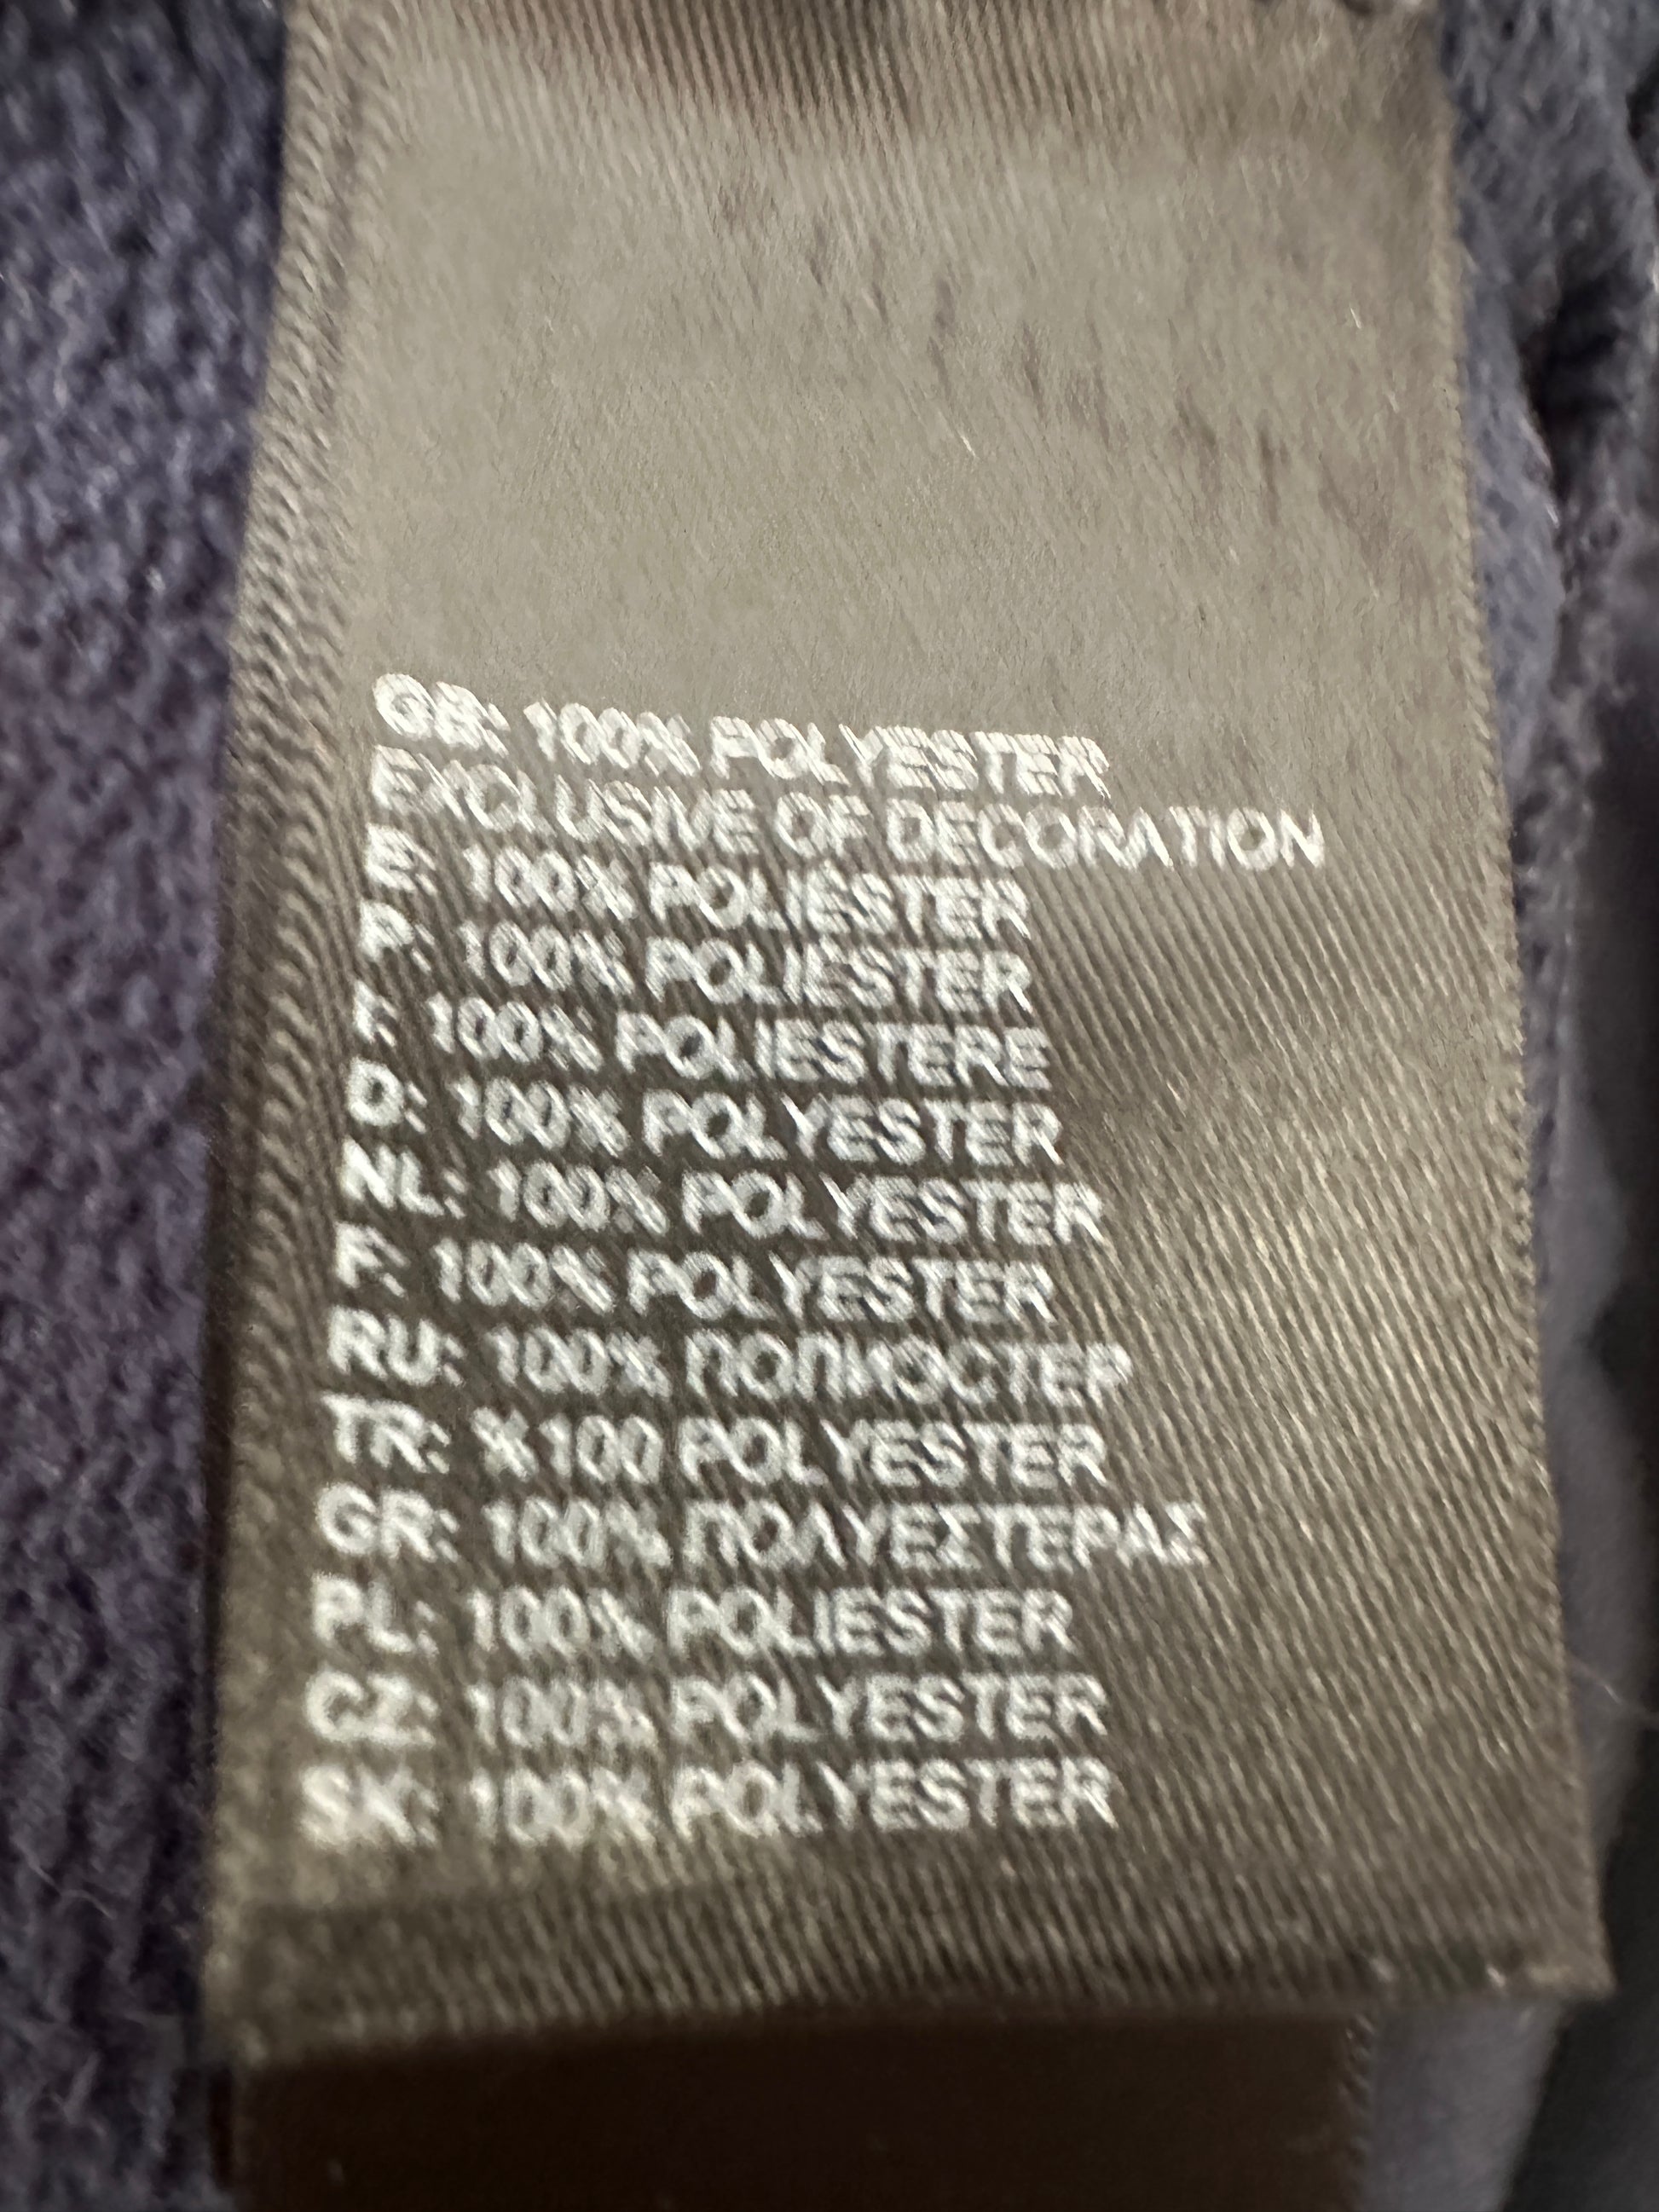 GB: 100% POLYESTER
EXCLUSIVE OF DECORATION
E: 100% POLIÉSTER
P: 100% POLIÉSTER
I: 100% POLIESTERE
D: 100% POLYESTER
NL: 100% POLYESTER
F: 100% POLYESTER
RU: 100% ПОЛИЭСТЕР
TR: %100 POLYESTER
GR: 100% ΠΟΛΥΕΣΤΕΡΑΣ
PL: 100% POLIESTER
CZ: 100% POLYESTER
SK: 100% POLYESTER